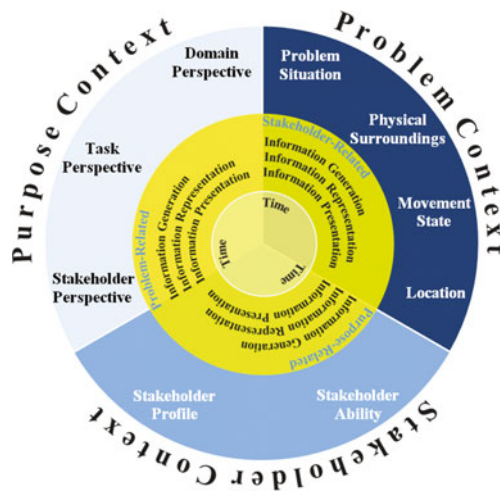 Purpose Context
Problem Context
Stakeholder Context
Domain
Perspective
Task
Perspective
Stakeholder
Perspective
Problem
Situation
Physical
Surroundings
Movement
State
Location
Stakeholder
Profile
Stakeholder
Ability
Stakeholder-Related
Information Generation
Information Representation
Information Presentation
Time
Problem-Related
Information Generation
Information Representation
Information Presentation
Time
Time
Information Presentation
Information Representation
Information Generation
Purpose-Related